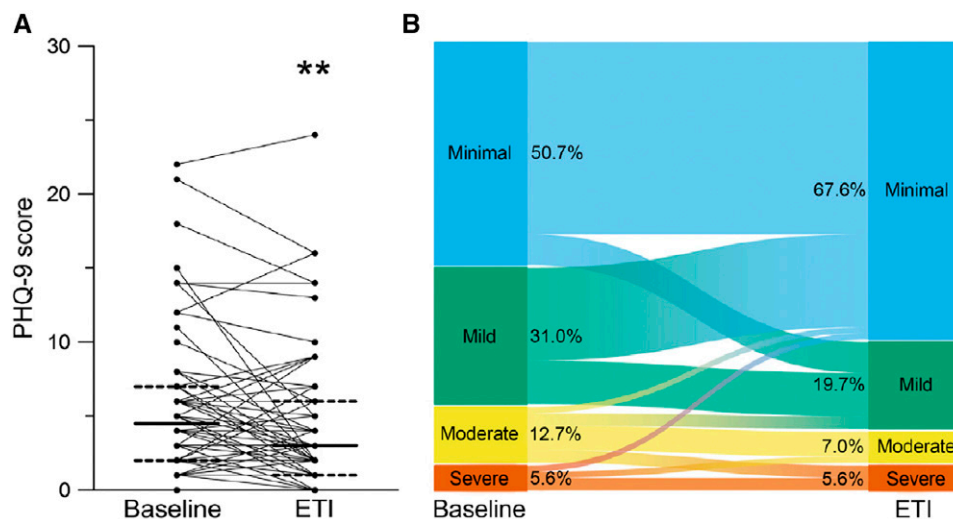 A
30
20
10
0
PHQ-9 score
**
Baseline
ETI
B
Minimal 50.7%
67.6% Minimal
Mild 31.0%
19.7% Mild
Moderate 12.7%
7.0% Moderate
Severe 5.6%
5.6% Severe
Baseline
ETI